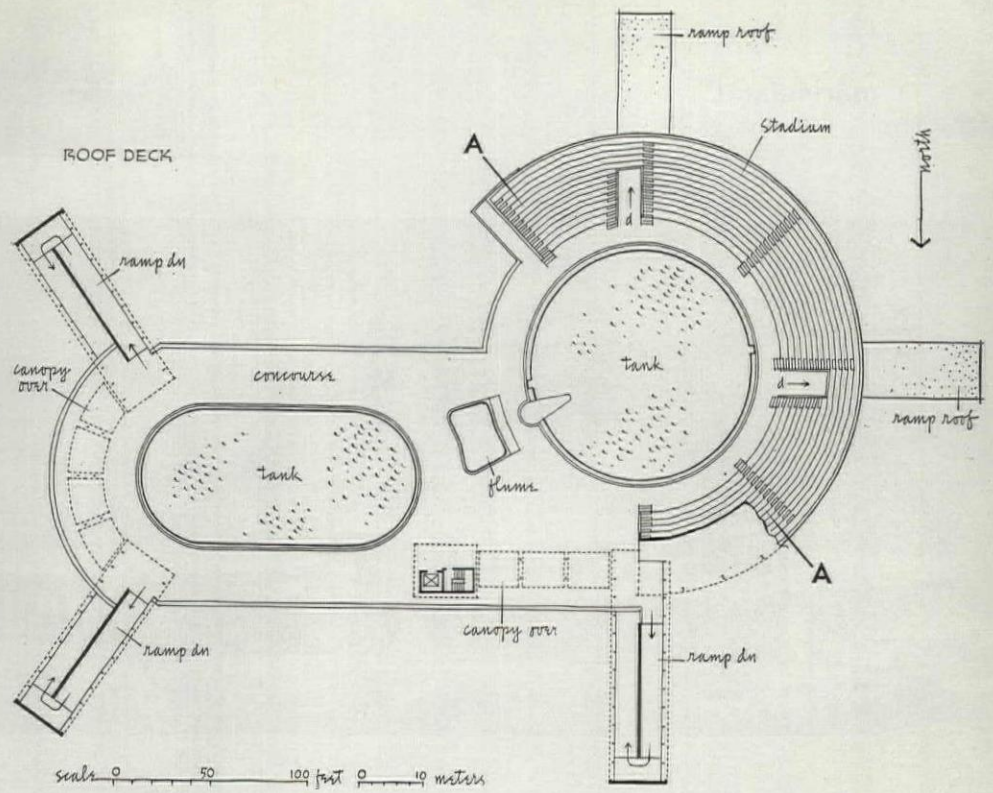 ramp roof
Stadium
A
north
ROOF DECK
d
ramp dn
tank
canopy over
concourse
d
ramp roof
tank
flume
A
canopy over
ramp dn
ramp dn
scale 0 50 100 feet 0 10 meters